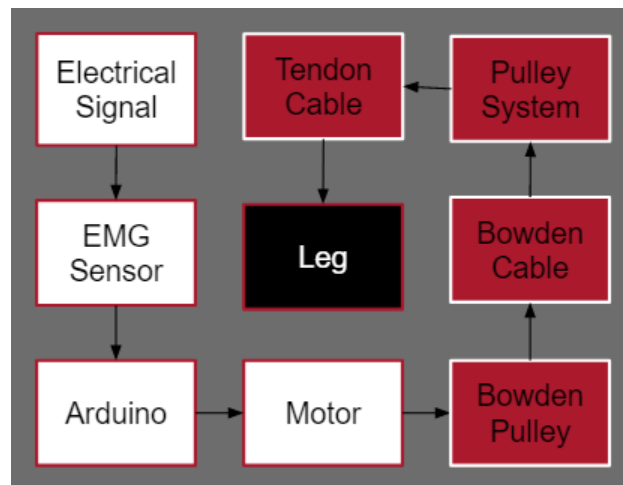 Electrical
Signal
EMG
Sensor
Arduino
Motor
Bowden
Pulley
Bowden
Cable
Pulley
System
Tendon
Cable
Leg